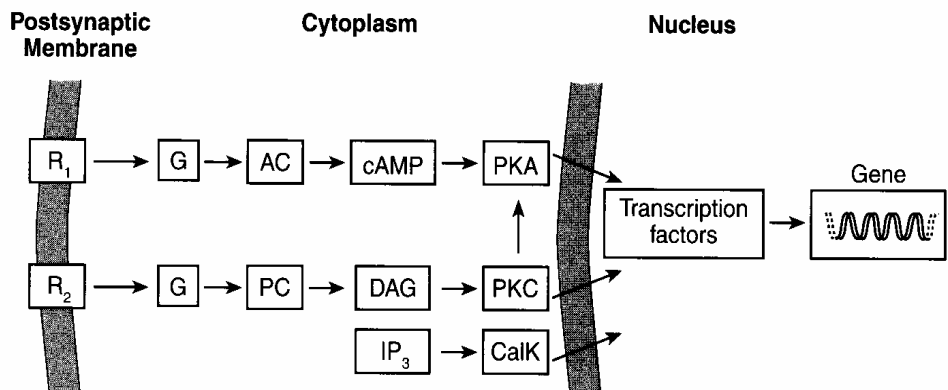 Postsynaptic
Membrane
Cytoplasm
Nucleus
R1
G
AC
cAMP
PKA
Gene
Transcription
factors
R2
G
PC
DAG
PKC
IP3
CalK